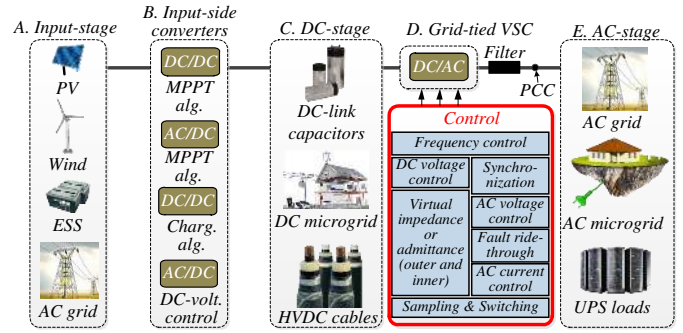 A. Input-stage
PV
Wind
ESS
AC grid
B. Input-side
converters
DC/DC
MPPT
alg.
AC/DC
MPPT
alg.
DC/DC
Charg.
alg.
AC/DC
DC-volt.
control
C. DC-stage
DC-link
capacitors
DC microgrid
HVDC cables
D. Grid-tied VSC
DC/AC
Filter
PCC
Control
Frequency control
DC voltage
control
Synchro-
nization
Virtual
impedance
or
admittance
(outer and
inner)
AC voltage
control
Fault ride-
through
AC current
control
Sampling & Switching
E. AC-stage
AC grid
AC microgrid
UPS loads